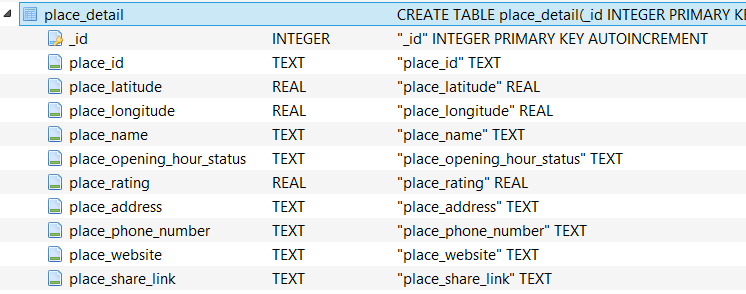 place_detail CREATE TABLE place_detail(_id INTEGER PRIMARY KE
_id INTEGER "_id" INTEGER PRIMARY KEY AUTOINCREMENT
place_id TEXT "place_id" TEXT
place_latitude REAL "place_latitude" REAL
place_longitude REAL "place_longitude" REAL
place_name TEXT "place_name" TEXT
place_opening_hour_status TEXT "place_opening_hour_status" TEXT
place_rating REAL "place_rating" REAL
place_address TEXT "place_address" TEXT
place_phone_number TEXT "place_phone_number" TEXT
place_website TEXT "place_website" TEXT
place_share_link TEXT "place_share_link" TEXT